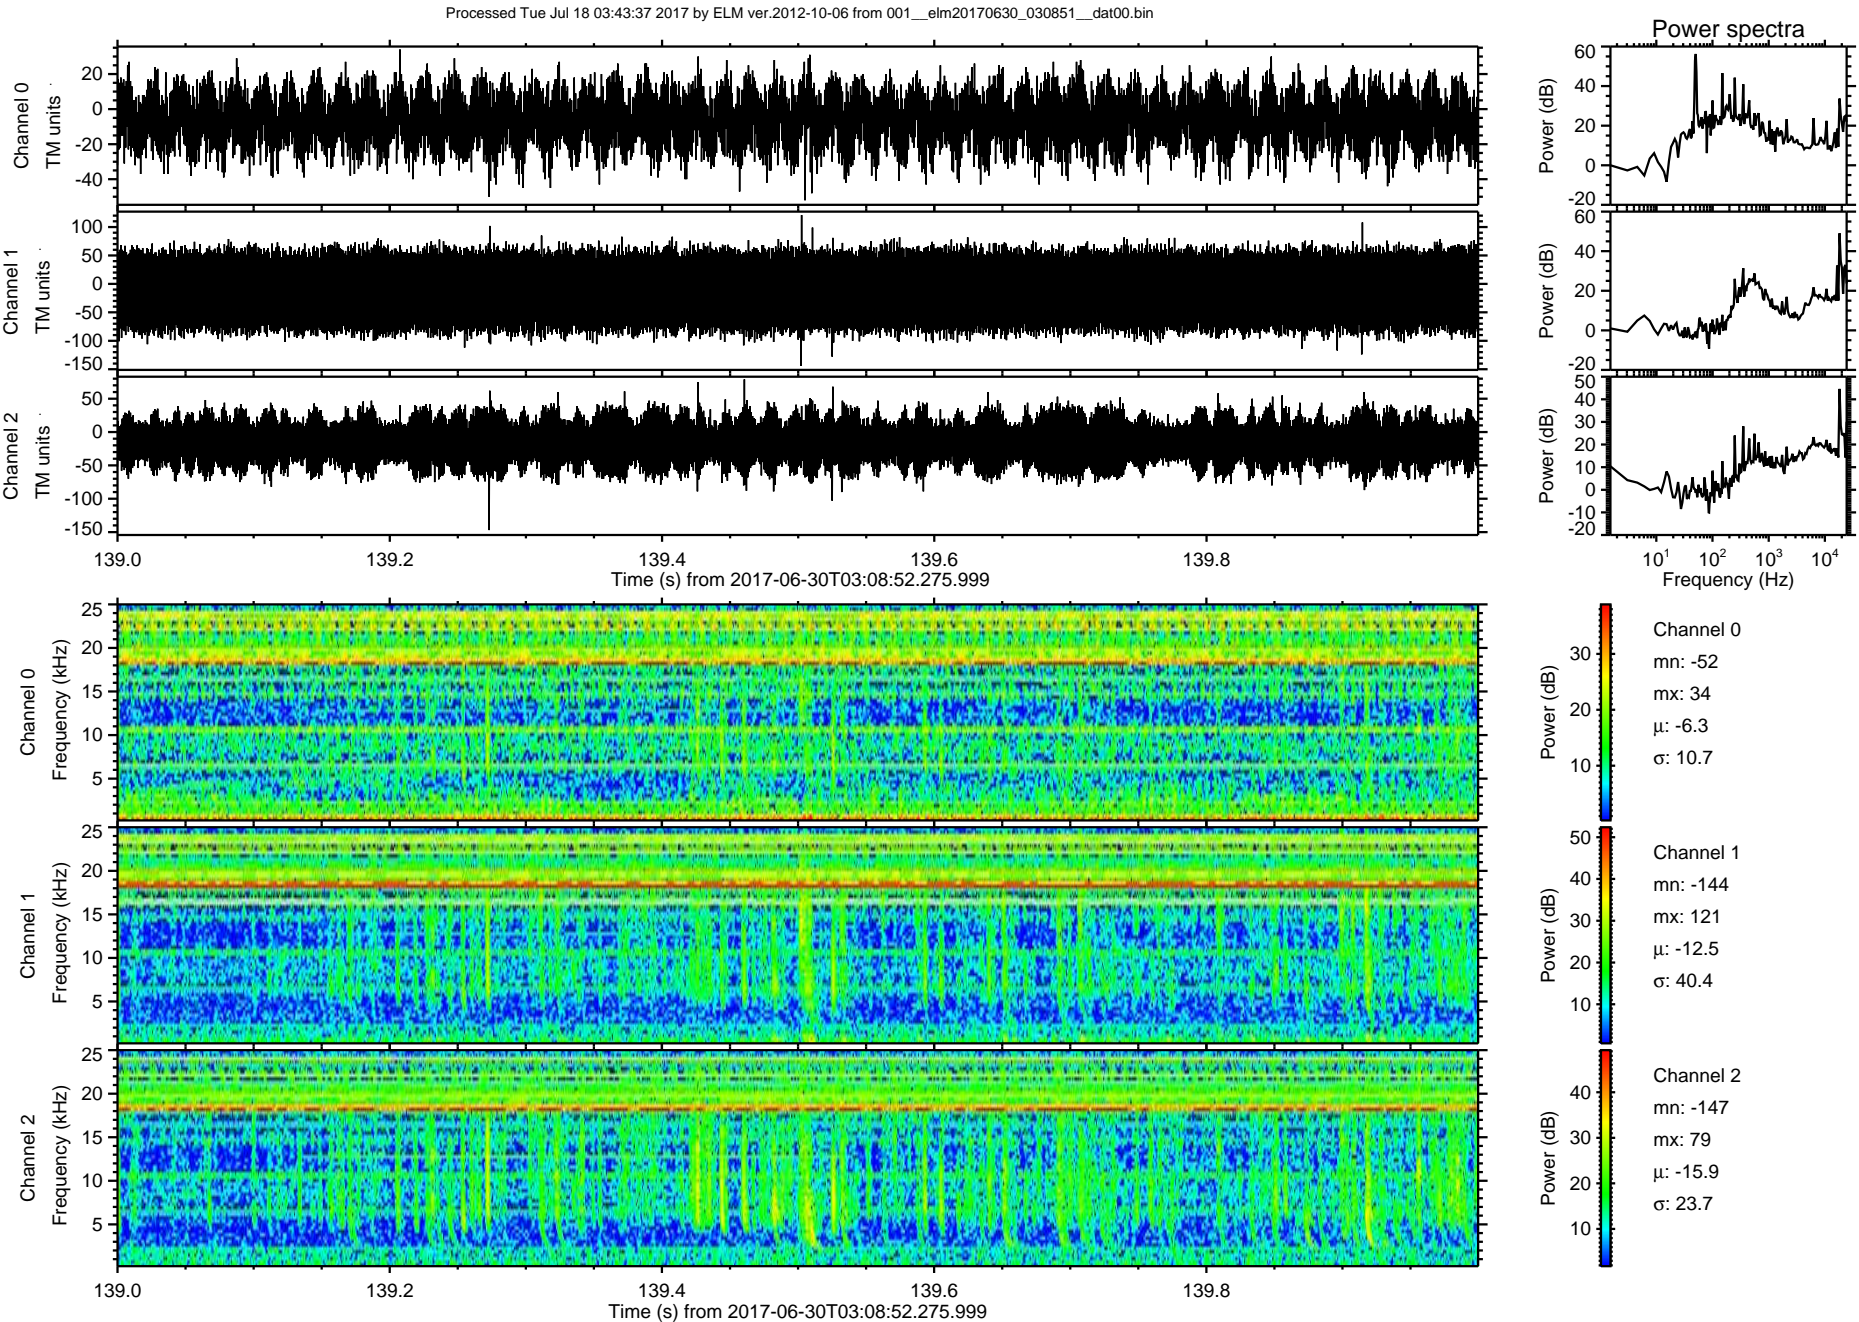 Processed Tue Jul 18 03:43:37 2017 by ELM ver.2012-10-06 from 001__elm20170630_030851__dat00.bin
Power spectra
Channel 0
TM units
20
0
-20
-40
Power (dB)
60
40
20
0
-20
Channel 1
TM units
100
50
0
-50
-100
-150
Power (dB)
60
40
20
0
-20
Channel 2
TM units
50
0
-50
-100
-150
Power (dB)
50
40
30
20
10
0
-10
-20
139.0 139.2 139.4 139.6 139.8
Time (s) from 2017-06-30T03:08:52.275.999
10¹ 10² 10³ 10⁴
Frequency (Hz)
Channel 0
Frequency (kHz)
25
20
15
10
5
Power (dB)
30
20
10
Channel 0
mn: -52
mx: 34
μ: -6.3
σ: 10.7
Channel 1
Frequency (kHz)
25
20
15
10
5
Power (dB)
50
40
30
20
10
Channel 1
mn: -144
mx: 121
μ: -12.5
σ: 40.4
Channel 2
Frequency (kHz)
25
20
15
10
5
Power (dB)
40
30
20
10
Channel 2
mn: -147
mx: 79
μ: -15.9
σ: 23.7
139.0 139.2 139.4 139.6 139.8
Time (s) from 2017-06-30T03:08:52.275.999